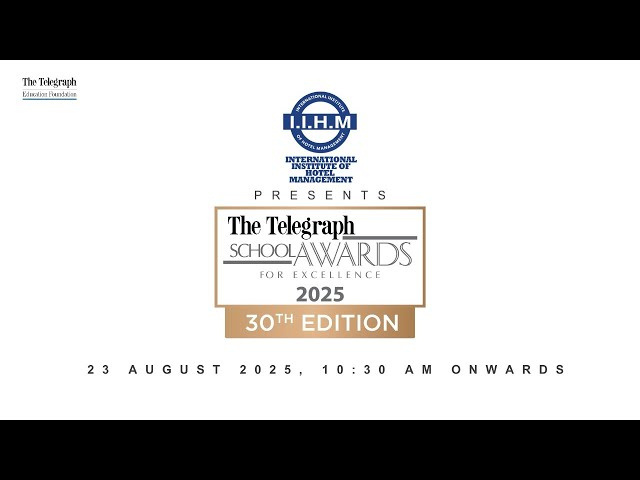 The Telegraph
Education Foundation
INTERNATIONAL INSTITUTE
I.I.H.M
OF HOTEL MANAGEMENT
INTERNATIONAL
INSTITUTE OF
HOTEL
MANAGEMENT
PRESENTS
The Telegraph
SCHOOL AWARDS
FOR EXCELLENCE
2025
30TH EDITION
23 AUGUST 2025, 10:30 AM ONWARDS